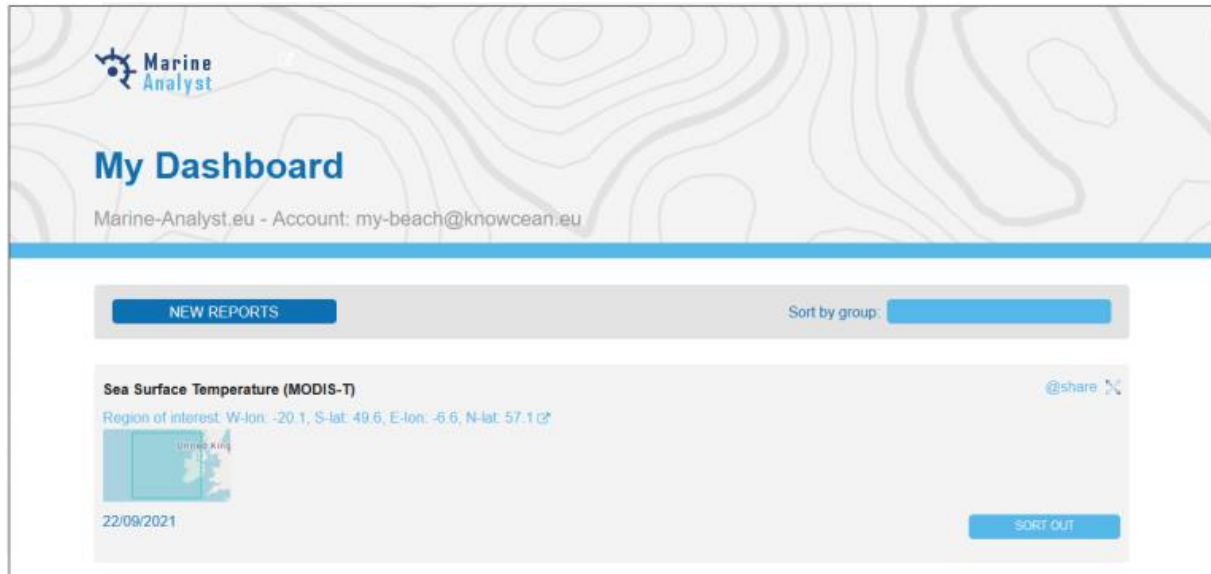 Marine
Analyst
My Dashboard
Marine-Analyst.eu - Account: my-beach@knowcean.eu
NEW REPORTS
Sort by group:
Sea Surface Temperature (MODIS-T)
@share
Region of interest. W-lon: -20.1, S-lat: 49.6, E-lon: -6.6, N-lat: 57.1
United King
22/09/2021
SORT OUT